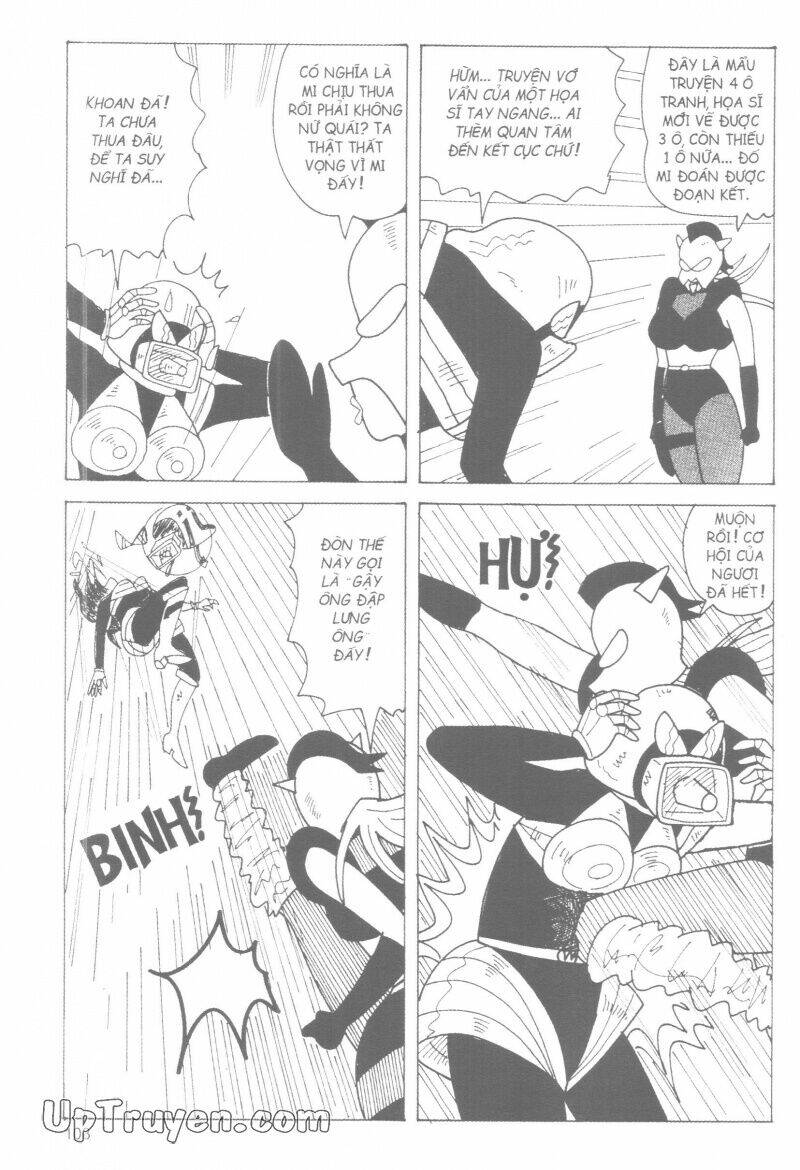 ĐÂY LÀ MẨU
TRUYỆN 4 Ô
TRANH, HỌA SĨ
MỚI VẼ ĐƯỢC
3 Ô, CÒN THIẾU
1 Ô NỮA... ĐỐ
MI ĐOÁN ĐƯỢC
ĐOẠN KẾT.
HỪM... TRUYỆN VỚ
VẨN CỦA MỘT HỌA
SĨ TAY NGANG... AI
THÈM QUAN TÂM
ĐẾN KẾT CỤC CHỨ!
CÓ NGHĨA LÀ
MI CHỊU THUA
RỒI PHẢI KHÔNG
NỮ QUÁI? TA
THẬT THẤT
VỌNG VÌ MI
ĐẤY!
KHOAN ĐÃ!
TA CHƯA
THUA ĐÂU,
ĐỂ TA SUY
NGHĨ ĐÃ...
MUỘN
RỒI! CƠ
HỘI CỦA
NGƯƠI
ĐÃ HẾT!
HỰ!
ĐÒN THẾ
NÀY GỌI
LÀ "GẬY
ÔNG ĐẬP
LƯNG
ÔNG"
ĐẤY!
BINH!
UpTruyen.com